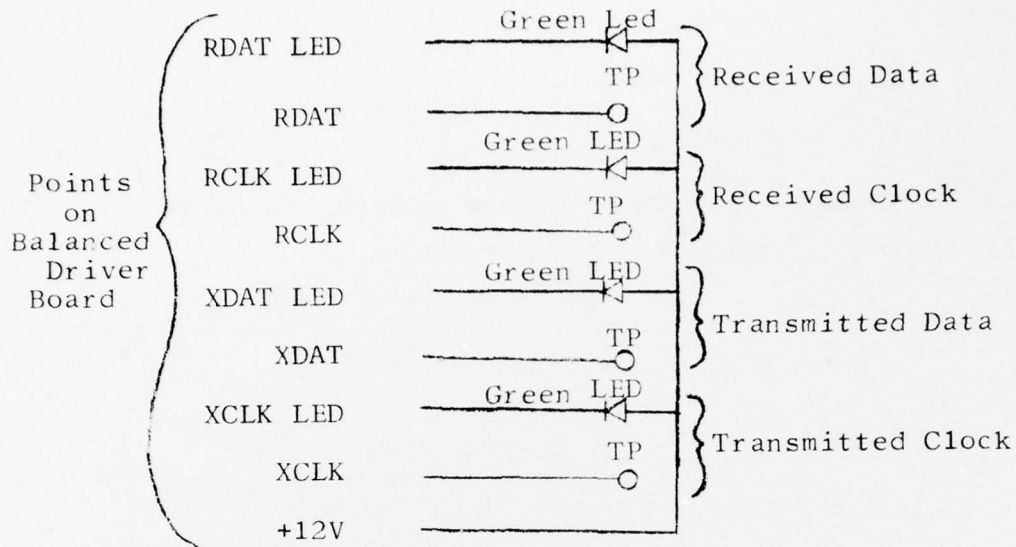 Green Led
RDAT LED
TP
Received Data
RDAT
Green LED
RCLK LED
Received Clock
TP
RCLK
Points
on
Balanced
Driver
Board
Green LED
XDAT LED
Transmitted Data
TP
XDAT
Green LED
XCLK LED
Transmitted Clock
TP
XCLK
+12V